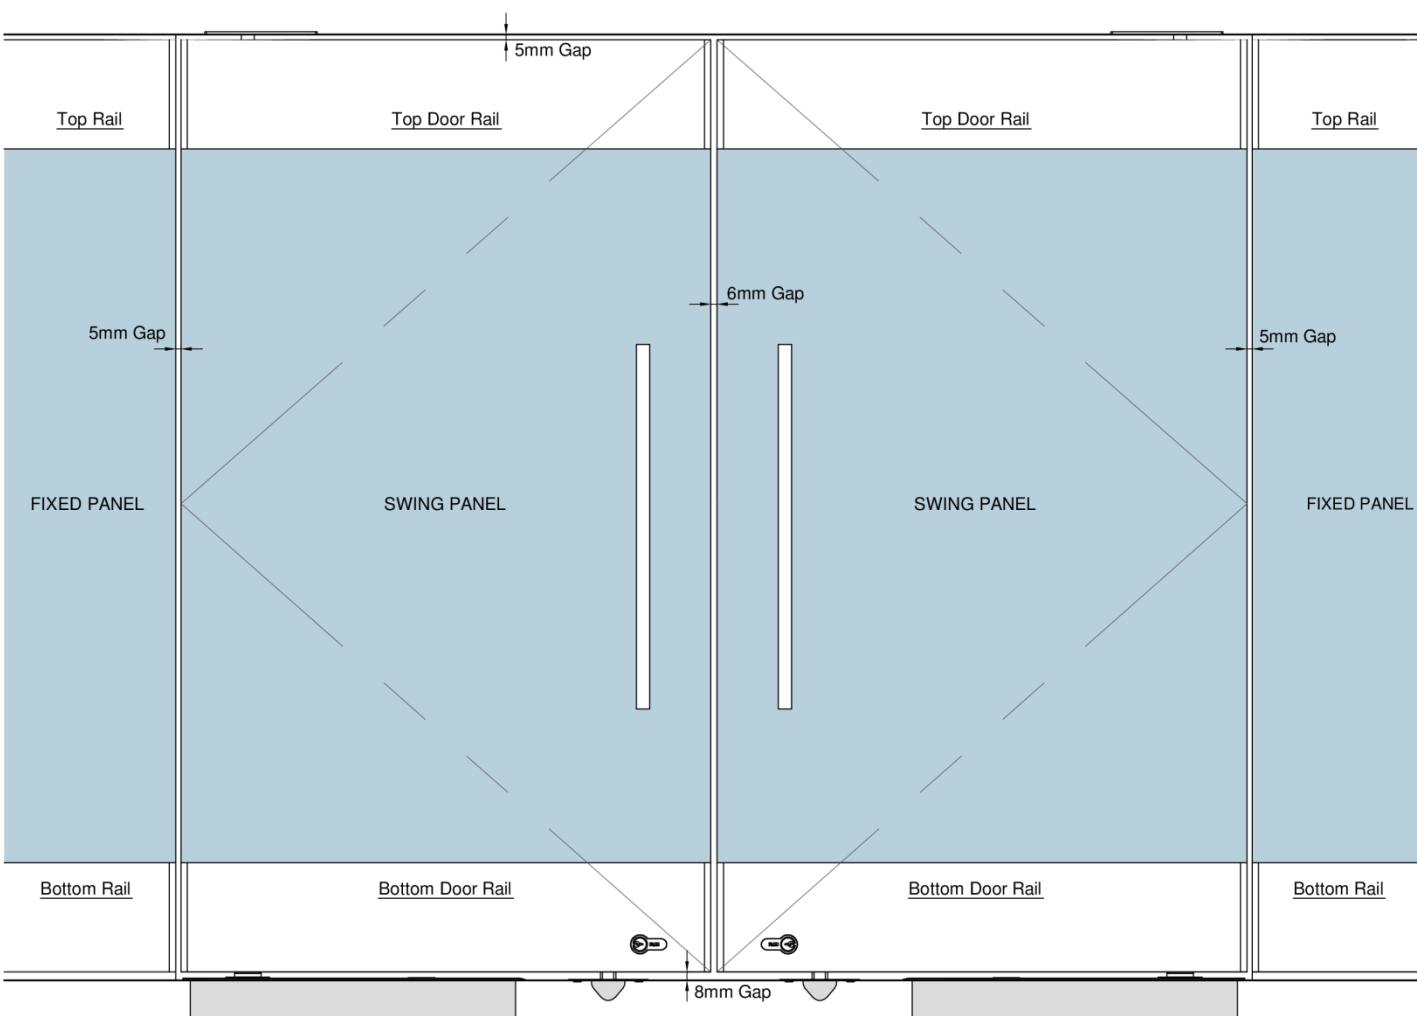 5mm Gap
Top Rail
Top Door Rail
Top Door Rail
Top Rail
6mm Gap
5mm Gap
5mm Gap
FIXED PANEL
SWING PANEL
SWING PANEL
FIXED PANEL
Bottom Rail
Bottom Door Rail
Bottom Door Rail
Bottom Rail
8mm Gap